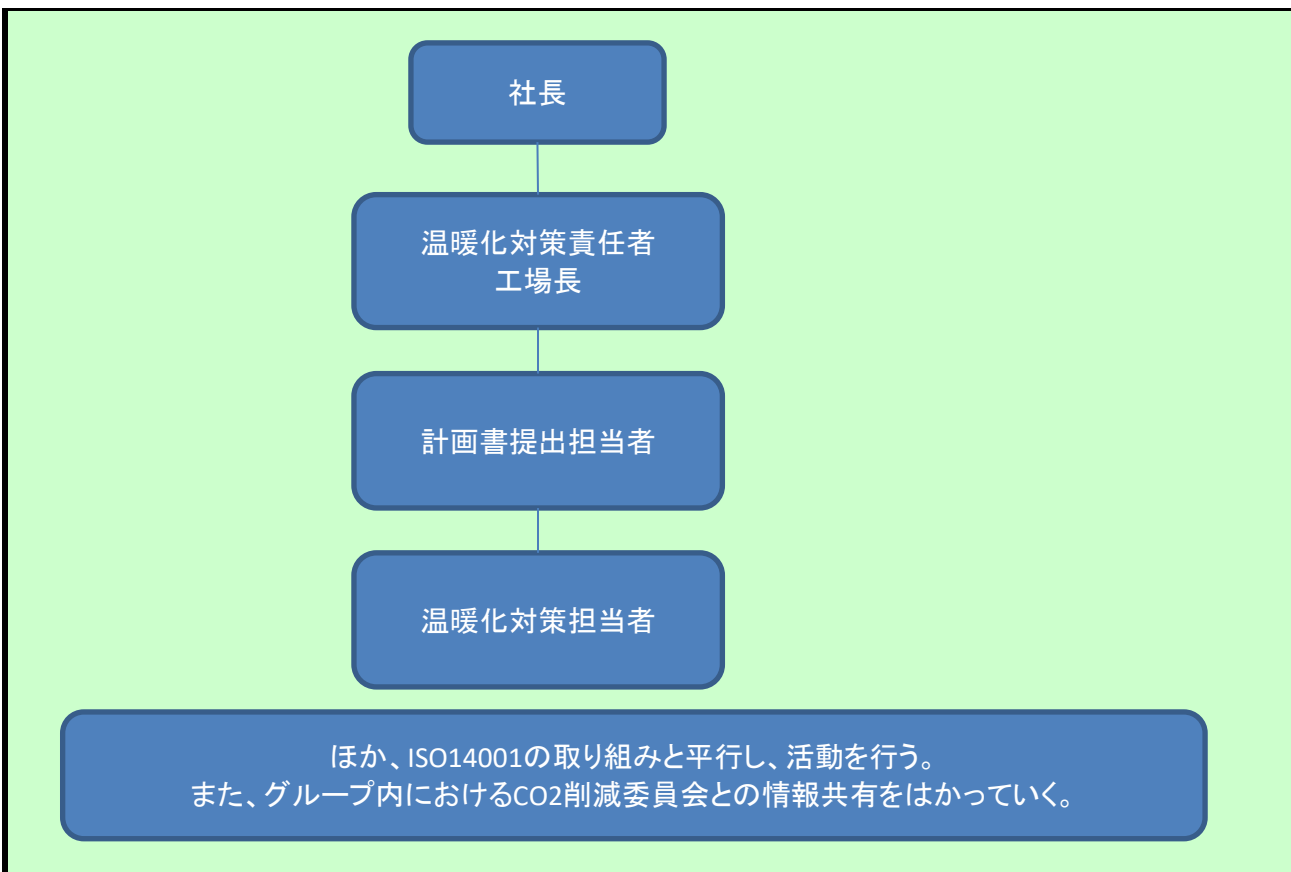 社長
温暖化対策責任者
工場長
計画書提出担当者
温暖化対策担当者
ほか、ISO14001の取り組みと平行し、活動を行う。
また、グループ内におけるCO2削減委員会との情報共有をはかっていく。